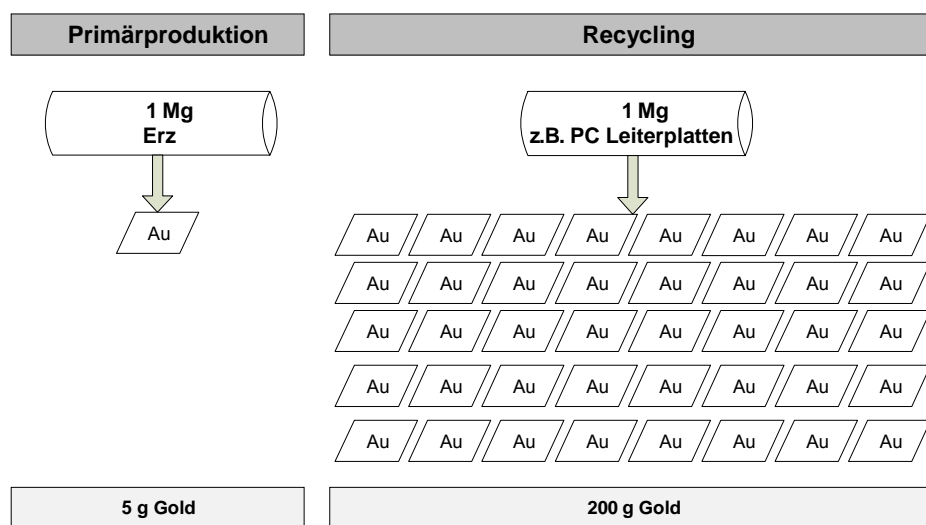 Primärproduktion
Recycling
1 Mg
Erz
1 Mg
z.B. PC Leiterplatten
Au
Au Au Au Au Au Au Au Au
Au Au Au Au Au Au Au Au
Au Au Au Au Au Au Au Au
Au Au Au Au Au Au Au Au
Au Au Au Au Au Au Au Au
5 g Gold
200 g Gold